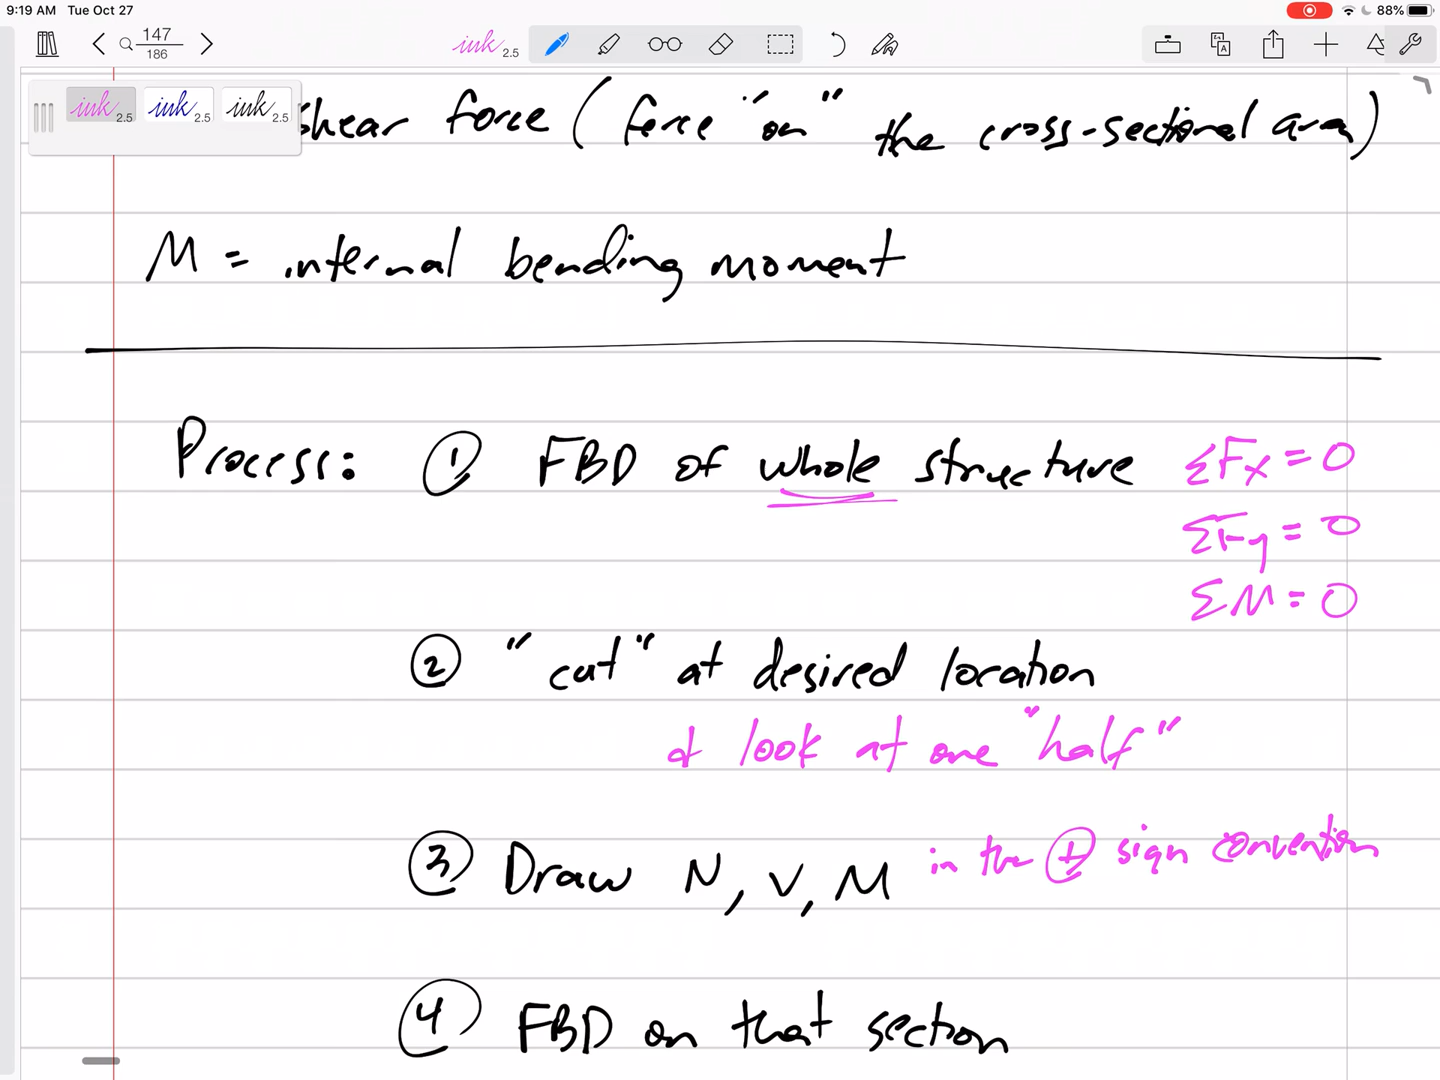 9:19 AM Tue Oct 27
88%
147
186
ink 2.5
ink 2.5 ink 2.5 ink 2.5
Shear force (force "on" the cross-sectional area)
M = internal bending moment
Process: 1 FBD of whole structure ΣFx = 0
ΣFy = 0
ΣM = 0
2 "cut" at desired location
& look at one "half"
3 Draw N, V, M in the + sign convention
4 FBD on that section